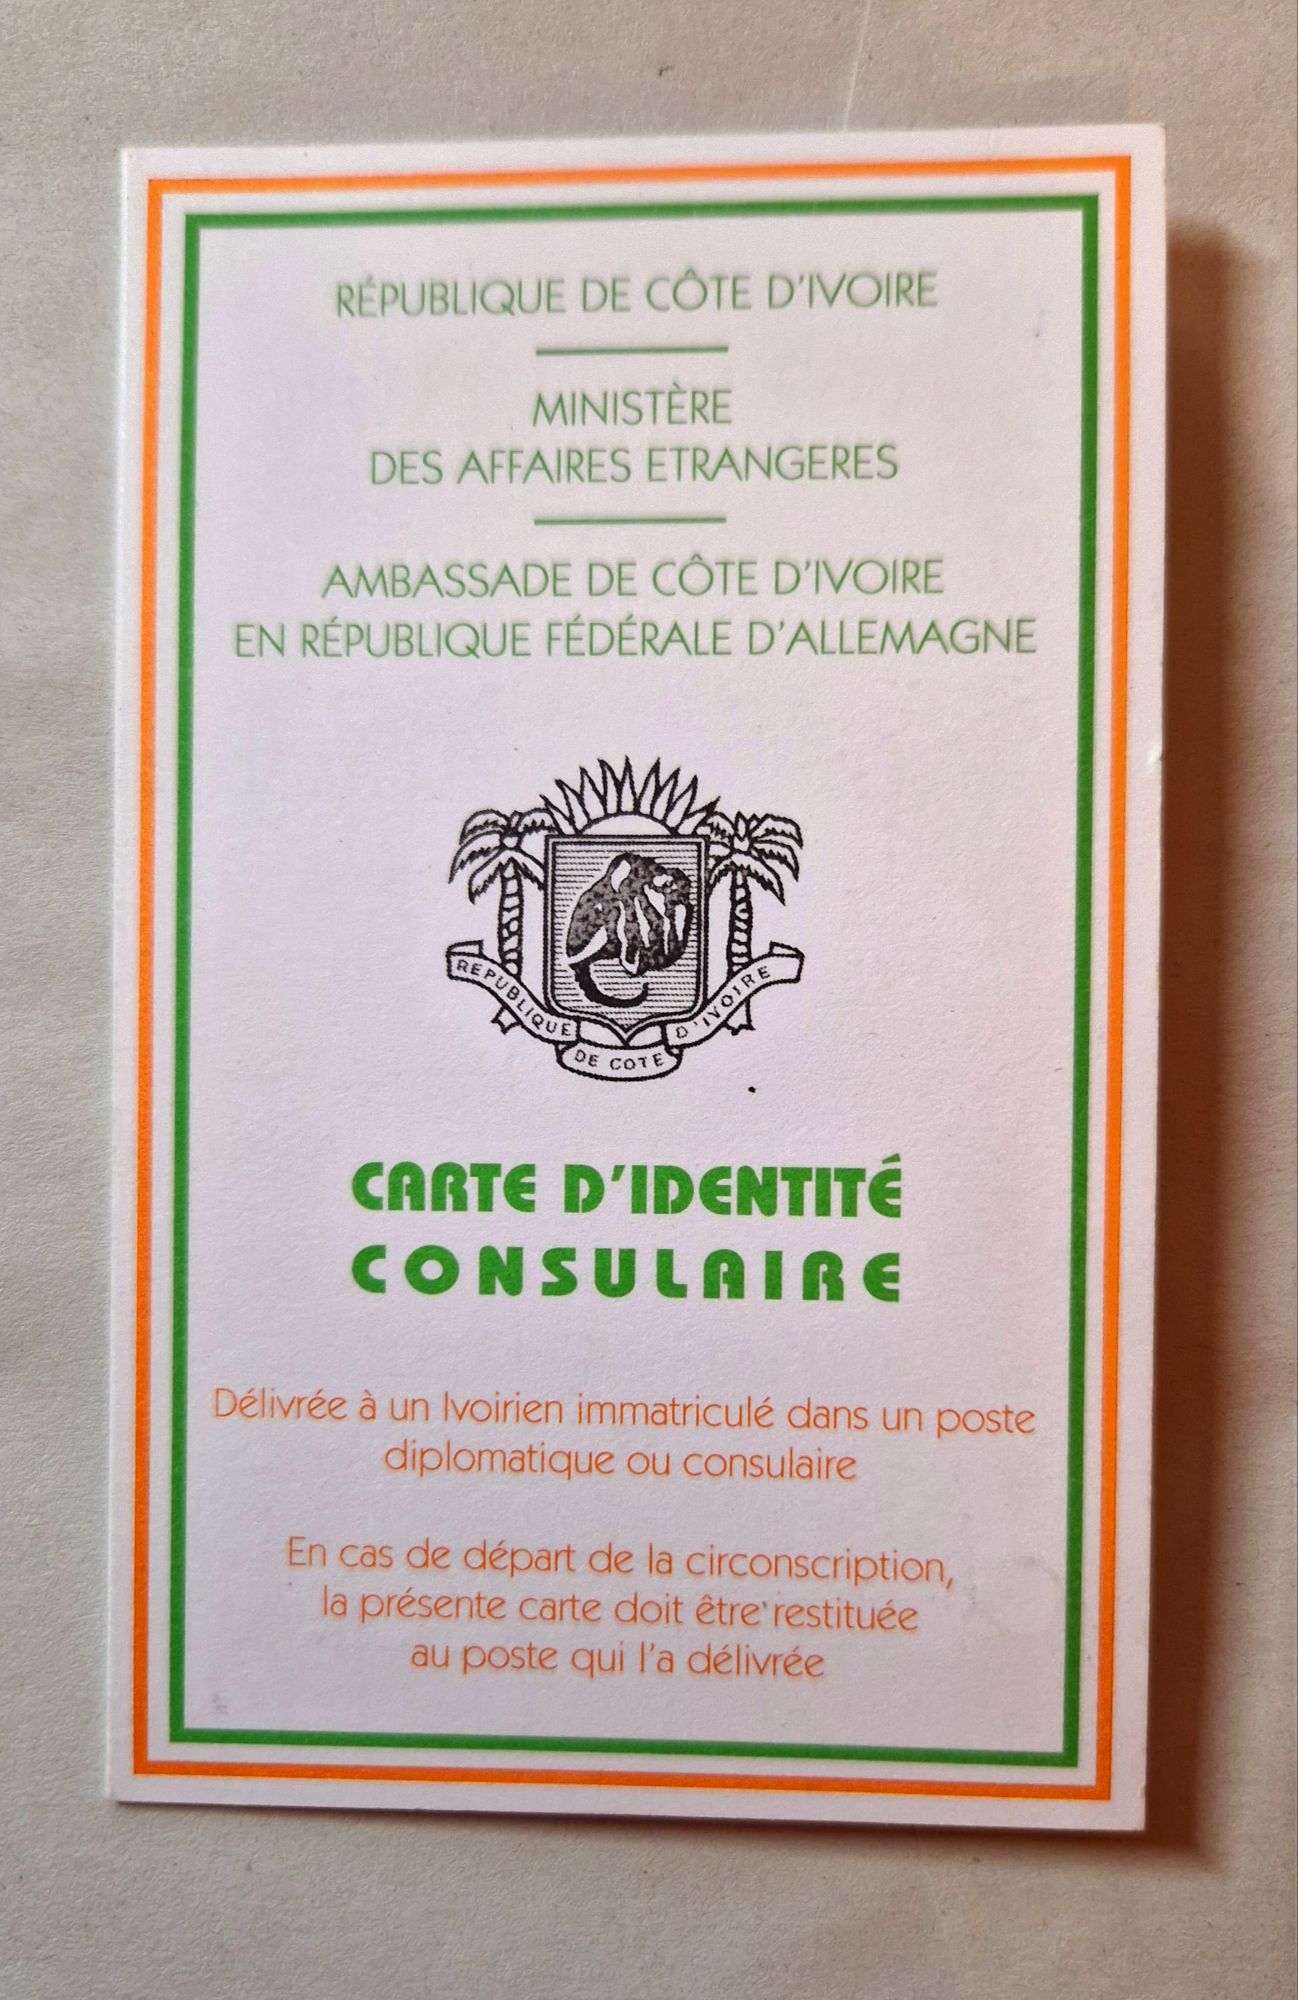 RÉPUBLIQUE DE CÔTE D'IVOIRE
MINISTÈRE
DES AFFAIRES ETRANGERES
AMBASSADE DE CÔTE D'IVOIRE
EN RÉPUBLIQUE FÉDÉRALE D'ALLEMAGNE
REPUBLIQUE DE COTE D'IVOIRE
CARTE D'IDENTITÉ
CONSULAIRE
Délivrée à un Ivoirien immatriculé dans un poste
diplomatique ou consulaire
En cas de départ de la circonscription,
la présente carte doit être restituée
au poste qui l'a délivrée